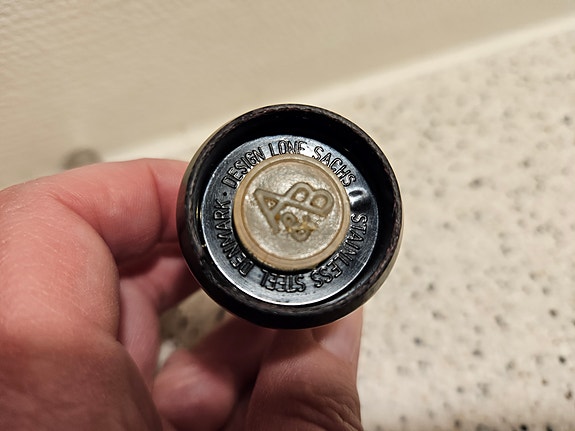 DESIGN LONE SACHS
STAINLESS STEEL DENMARK ·